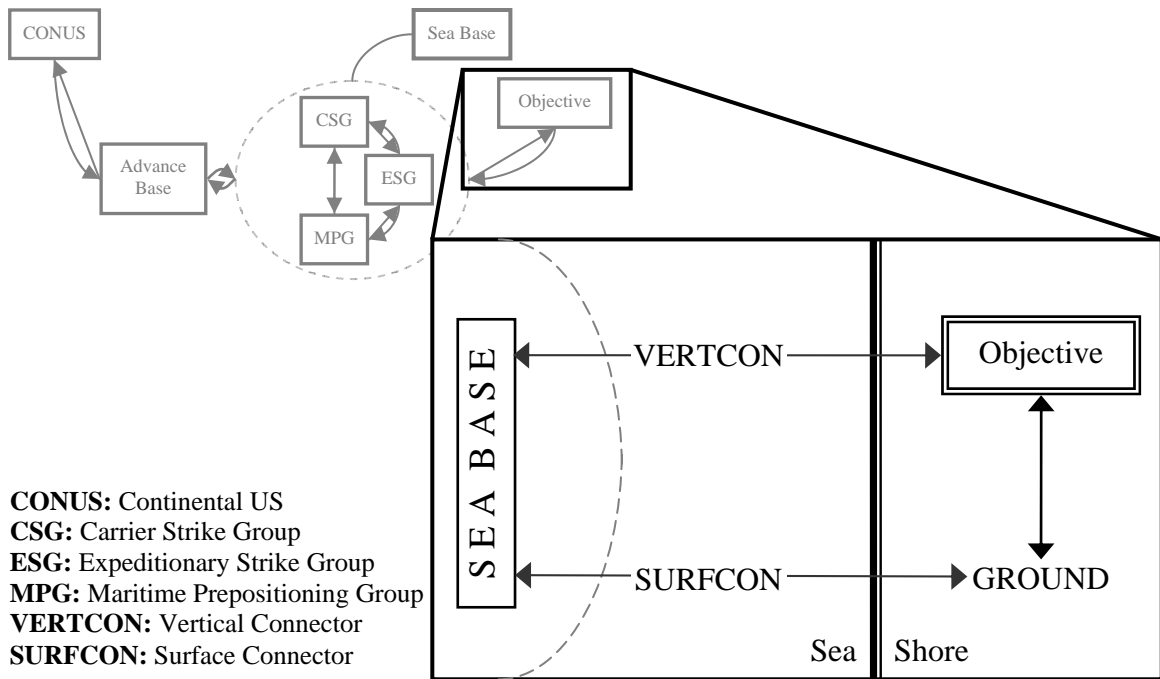 CONUS
Sea Base
Objective
CSG
Advance
Base
ESG
MPG
SEA BASE
VERTCON
Objective
SURFCON
GROUND
Sea
Shore
CONUS: Continental US
CSG: Carrier Strike Group
ESG: Expeditionary Strike Group
MPG: Maritime Prepositioning Group
VERTCON: Vertical Connector
SURFCON: Surface Connector